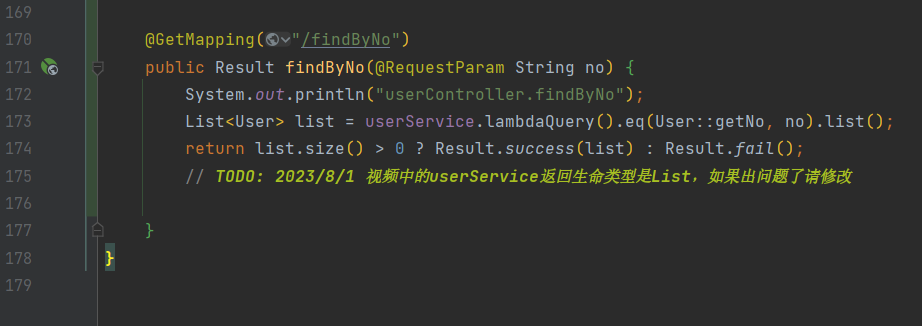 169
170 @GetMapping("/findByNo")
171 public Result findByNo(@RequestParam String no) {
172 System.out.println("userController.findByNo");
173 List<User> list = userService.lambdaQuery().eq(User::getNo, no).list();
174 return list.size() > 0 ? Result.success(list) : Result.fail();
175 // TODO: 2023/8/1 视频中的userService返回生命类型是List，如果出问题了请修改
176
177 }
178 }
179